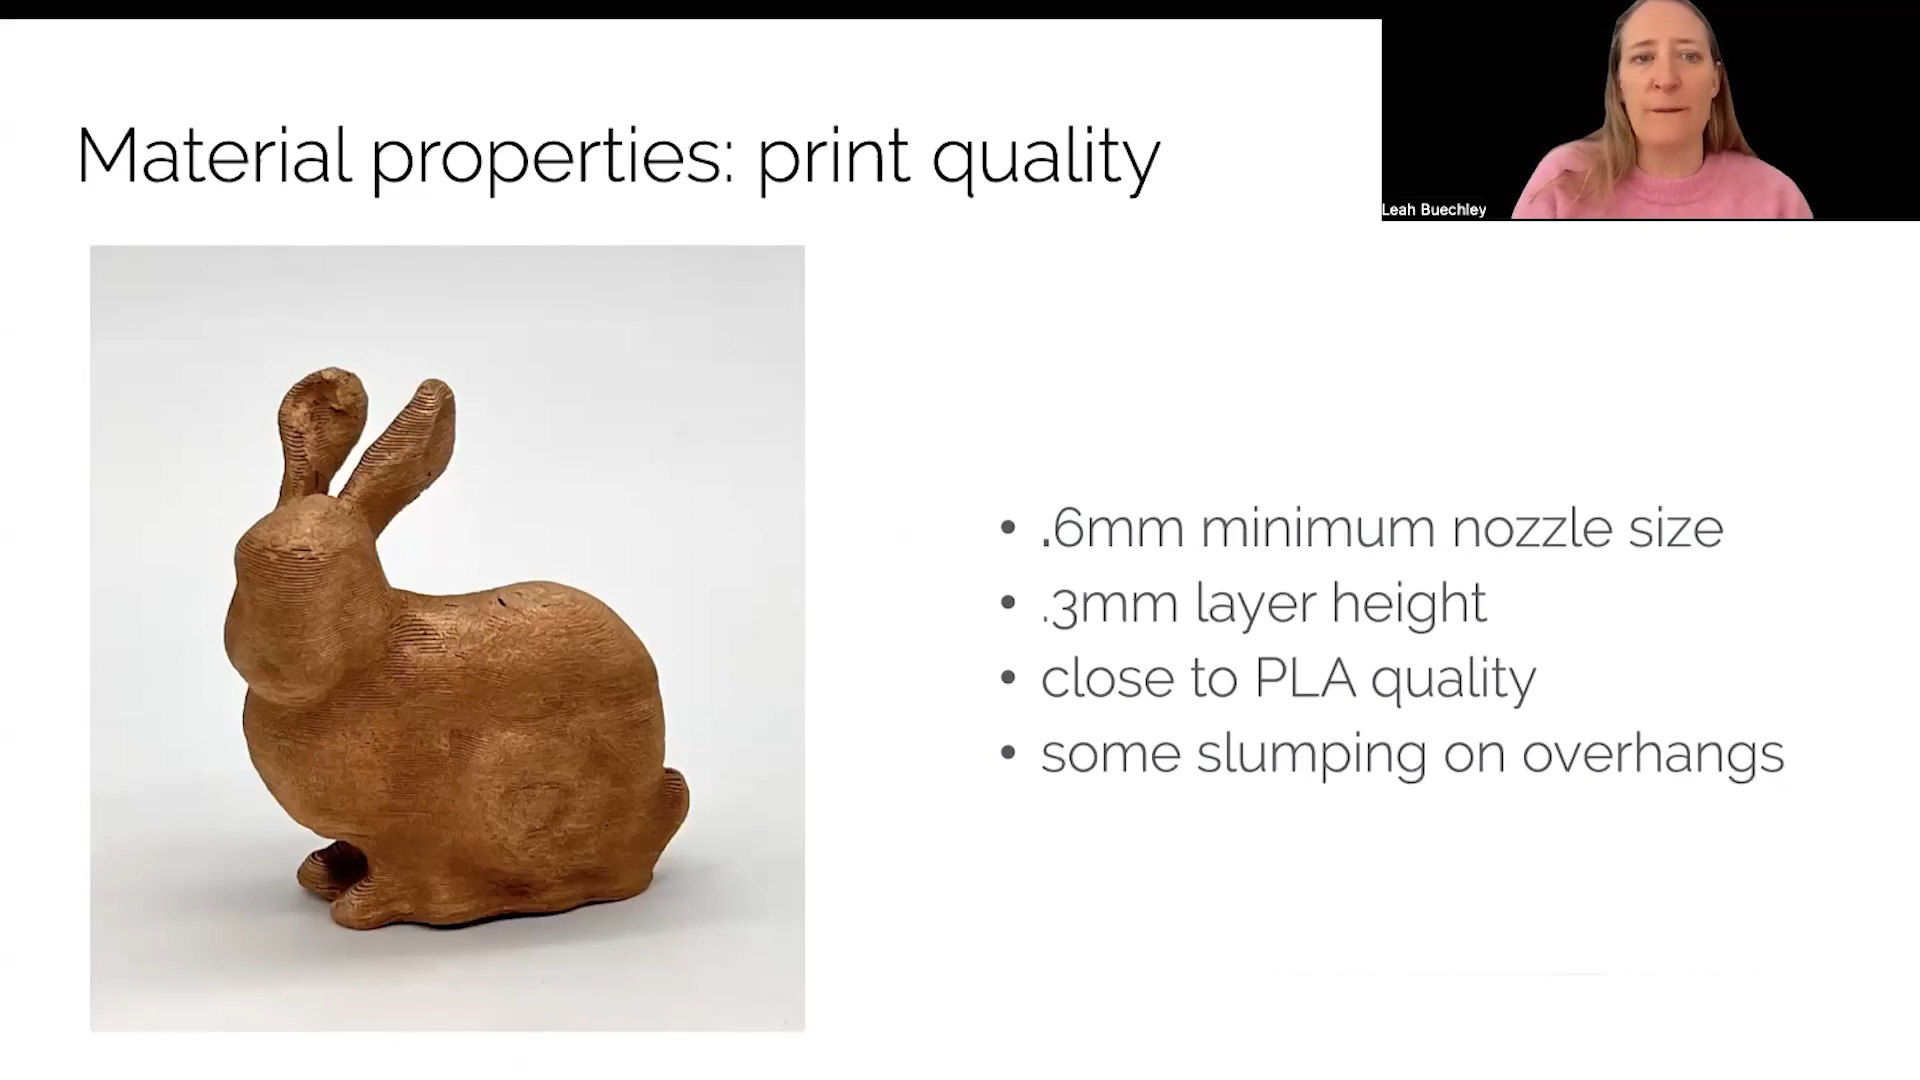 Material properties: print quality
Leah Buechley
• .6mm minimum nozzle size
• .3mm layer height
• close to PLA quality
• some slumping on overhangs